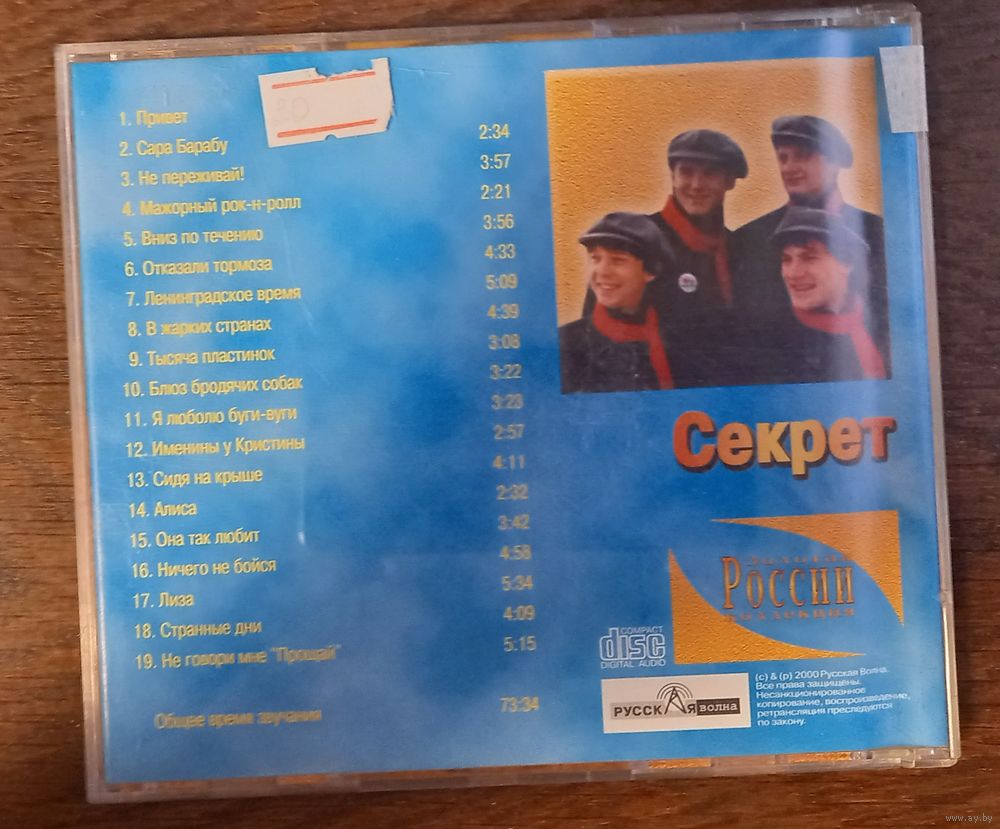 1. Привет
2. Сара Барабу 2:34
3. Не переживай! 3:57
4. Мажорный рок-н-ролл 2:21
5. Вниз по течению 3:56
6. Отказали тормоза 4:33
7. Ленинградское время 5:09
8. В жарких странах 4:39
9. Тысяча пластинок 3:08
10. Блюз бродячих собак 3:22
11. Я люболю буги-вуги 3:23
12. Именины у Кристины 2:57
13. Сидя на крыше 4:11
14. Алиса 2:32
15. Она так любит 3:42
16. Ничего не бойся 4:58
17. Лиза 5:34
18. Странные дни 4:09
19. Не говори мне "Прощай" 5:15
Общее время звучания 73:34
20
Секрет
РОССИИ
КОЛЛЕКЦИЯ
COMPACT
disc
DIGITAL AUDIO
РУССКАЯ ВОЛНА
(c) & (p) 2000 Русская Волна.
Все права защищены.
Несанкционированное
копирование, воспроизведение,
ретрансляция преследуются
по закону.
www.ay.by